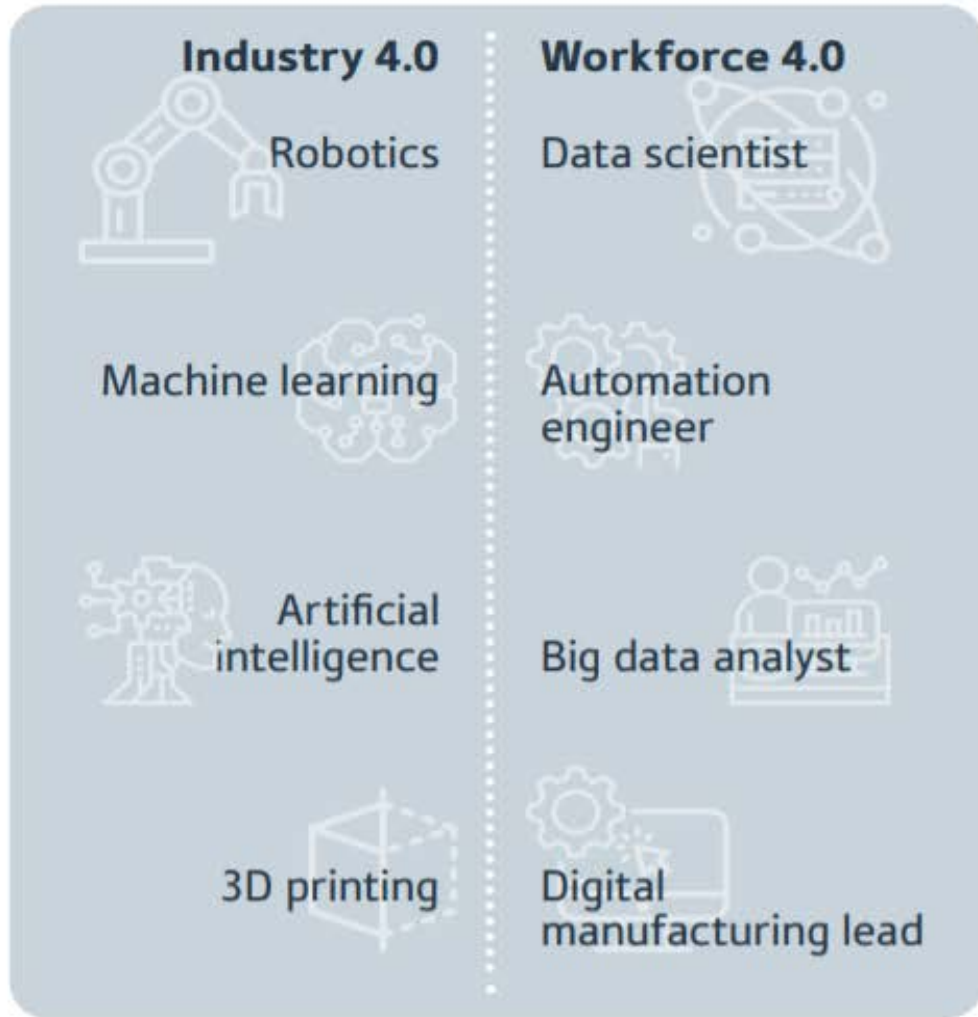 Industry 4.0
Robotics
Machine learning
Artificial
intelligence
3D printing
Workforce 4.0
Data scientist
Automation
engineer
Big data analyst
Digital
manufacturing lead